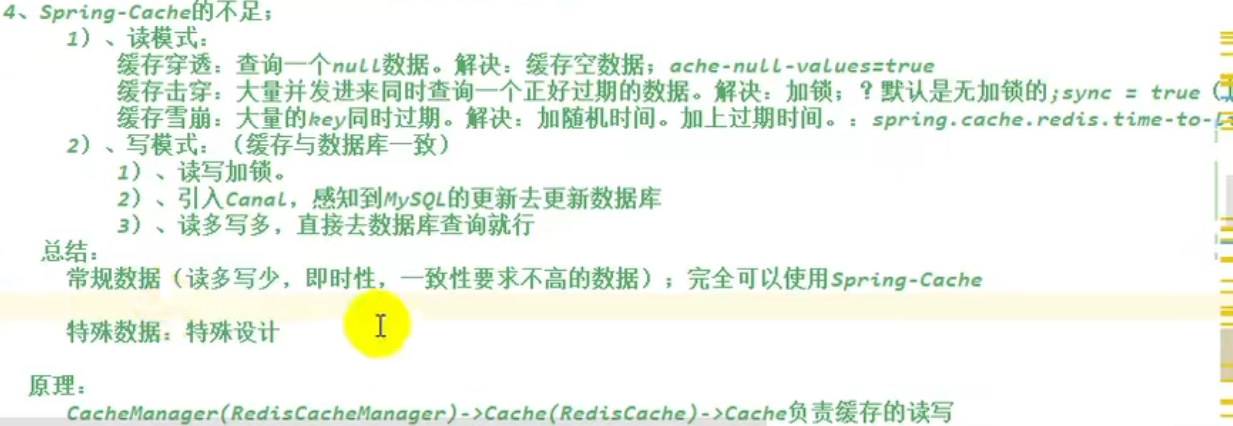 4、Spring-Cache的不足；
1）、读模式：
缓存穿透：查询一个null数据。解决：缓存空数据；ache-null-values=true
缓存击穿：大量并发进来同时查询一个正好过期的数据。解决：加锁；？默认是无加锁的;sync = true（
缓存雪崩：大量的key同时过期。解决：加随机时间。加上过期时间。：spring.cache.redis.time-to-
2）、写模式：（缓存与数据库一致）
1）、读写加锁。
2）、引入Canal，感知到MySQL的更新去更新数据库
3）、读多写多，直接去数据库查询就行
总结：
常规数据（读多写少，即时性，一致性要求不高的数据）；完全可以使用Spring-Cache
特殊数据：特殊设计
原理：
CacheManager(RedisCacheManager)->Cache(RedisCache)->Cache负责缓存的读写